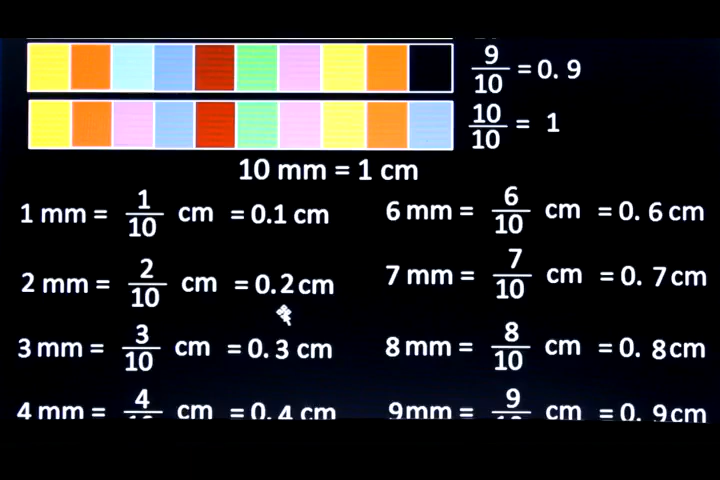 9/10 = 0. 9
10/10 = 1
10 mm = 1 cm
1 mm = 1/10 cm = 0.1 cm
6 mm = 6/10 cm = 0. 6 cm
2 mm = 2/10 cm = 0.2 cm
7 mm = 7/10 cm = 0. 7 cm
3 mm = 3/10 cm = 0. 3 cm
8 mm = 8/10 cm = 0. 8 cm
4 mm = 4/10 cm = 0. 4 cm
9mm = 9/10 cm = 0. 9 cm